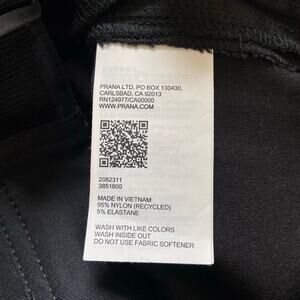 PRANA LTD, PO BOX 130430,
CARLSBAD, CA 92013
RN124977/CA00000
WWW.PRANA.COM
2082311
3851800
MADE IN VIETNAM
95% NYLON (RECYCLED)
5% ELASTANE
WASH WITH LIKE COLORS
WASH INSIDE OUT
DO NOT USE FABRIC SOFTENER